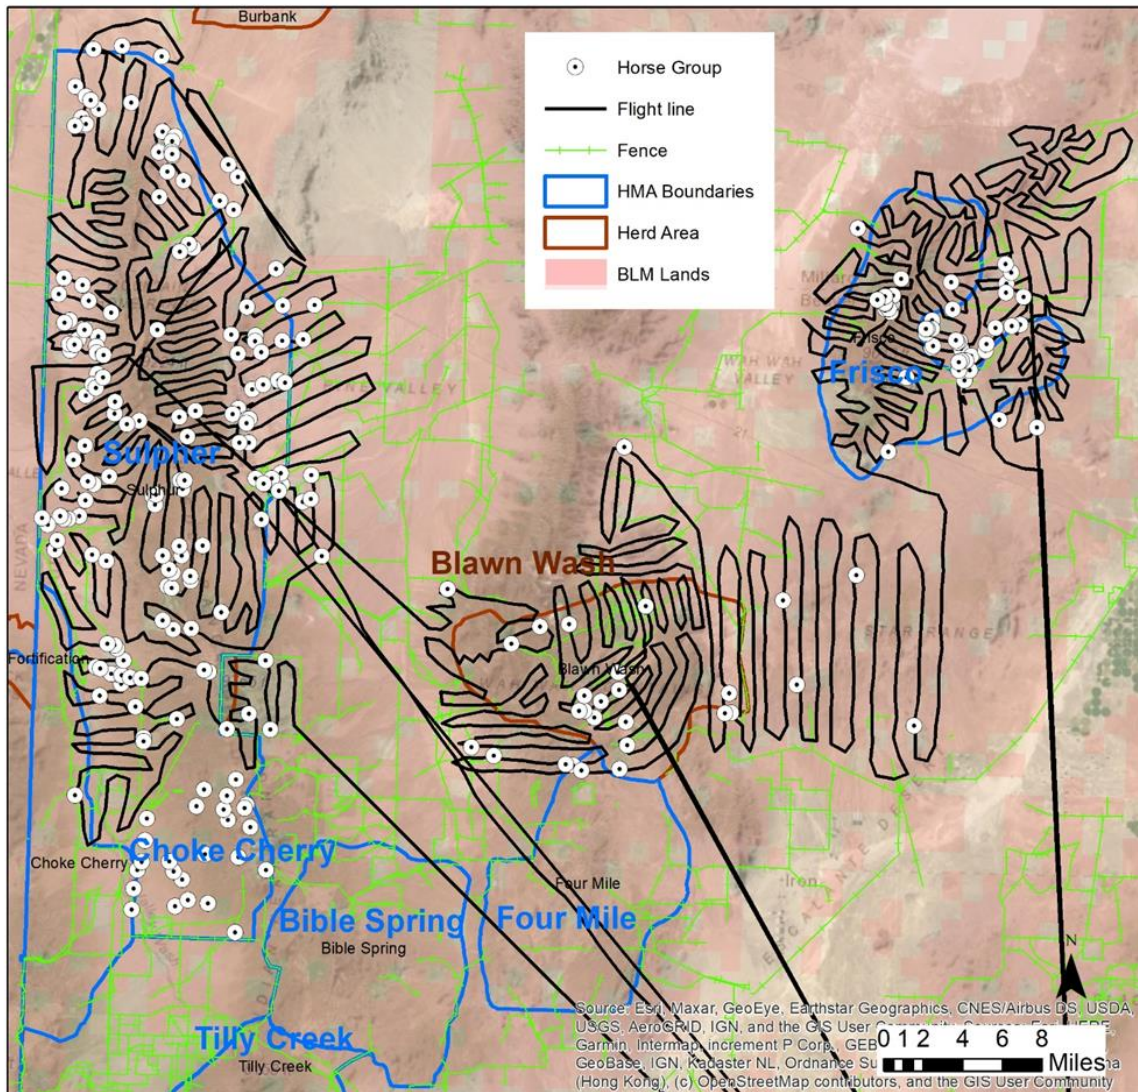 Burbank
Horse Group
Flight line
Fence
HMA Boundaries
Herd Area
BLM Lands
Frisco
Frisco
WAH WAH
VALLEY
VALLEY
Sulpher
Sulphur
21
NEVADA
Blawn Wash
Blawn Wash
STAR RANGE
Fortification
Choke Cherry
Choke Cherry
Four Mile
Iron
Bible Spring
Four Mile
Bible Spring
Tilly Creek
Tilly Creek
N
Source: Esri, Maxar, GeoEye, Earthstar Geographics, CNES/Airbus DS, USDA,
USGS, AeroGRID, IGN, and the GIS User
Garmin, Intermap, increment P Corp.,
GeoBase, IGN, Kadaster NL, Ordnance
(Hong Kong), (c) OpenStreetMap contributors, and the GIS User Community
0 1 2 4 6 8
Miles